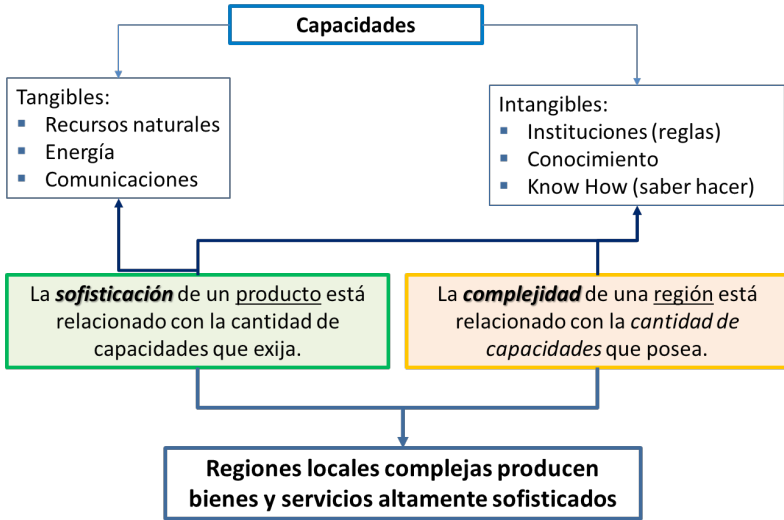 Capacidades
Tangibles:
▪ Recursos naturales
▪ Energía
▪ Comunicaciones
Intangibles:
▪ Instituciones (reglas)
▪ Conocimiento
▪ Know How (saber hacer)
La sofisticación de un producto está
relacionado con la cantidad de
capacidades que exija.
La complejidad de una región está
relacionado con la cantidad de
capacidades que posea.
Regiones locales complejas producen
bienes y servicios altamente sofisticados